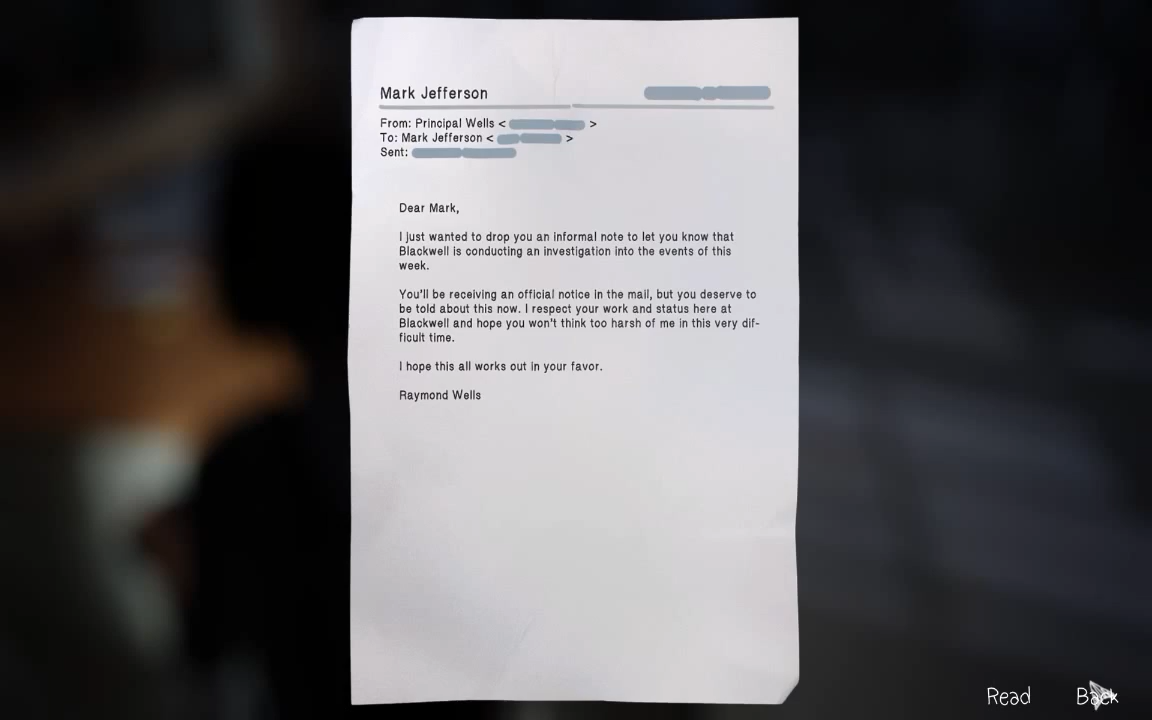 Mark Jefferson
From: Principal Wells < >
To: Mark Jefferson < >
Sent:
Dear Mark,
I just wanted to drop you an informal note to let you know that
Blackwell is conducting an investigation into the events of this
week.
You'll be receiving an official notice in the mail, but you deserve to
be told about this now. I respect your work and status here at
Blackwell and hope you won't think too harsh of me in this very dif-
ficult time.
I hope this all works out in your favor.
Raymond Wells
Read Back